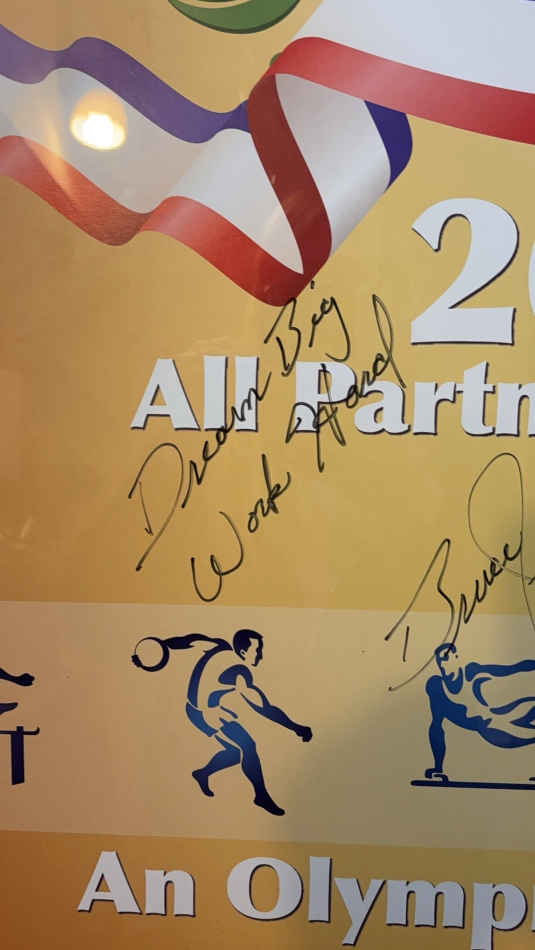 2
All Partn
Dream Big
Work Hard
Bruce
An Olymp